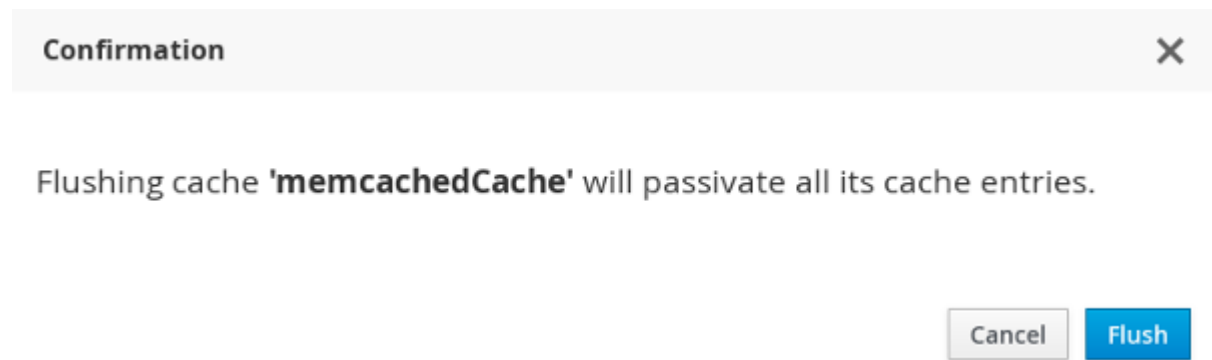 Confirmation
Flushing cache 'memcachedCache' will passivate all its cache entries.
Cancel Flush